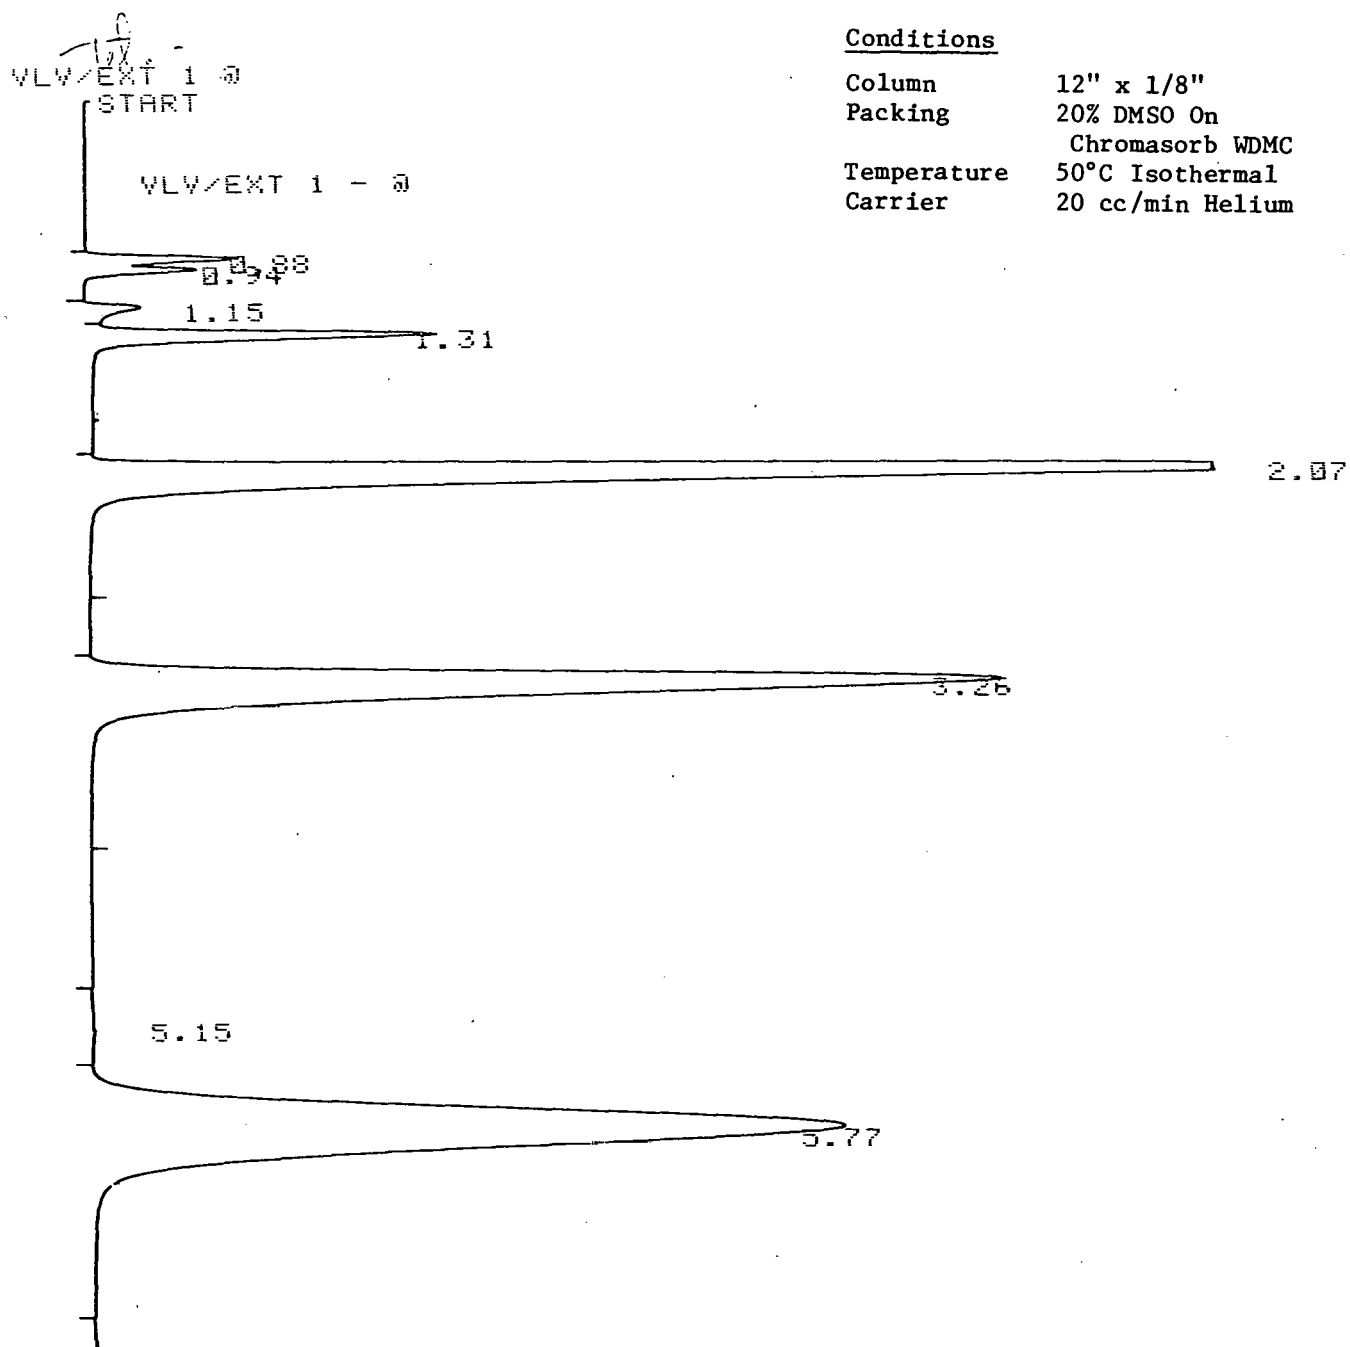 VLV/EXT 1 @
START
VLV/EXT 1 - @
Conditions
Column 12" x 1/8"
Packing 20% DMSO On
Chromasorb WDMC
Temperature 50°C Isothermal
Carrier 20 cc/min Helium
0.88
0.94
1.15
1.31
2.07
3.26
5.15
5.77